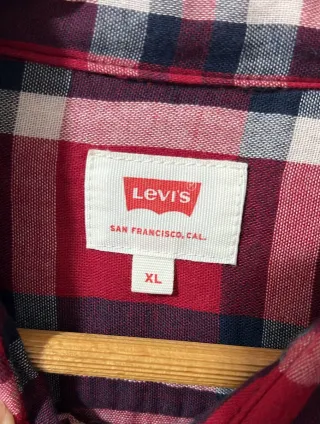 Levi's
SAN FRANCISCO, CAL.
XL